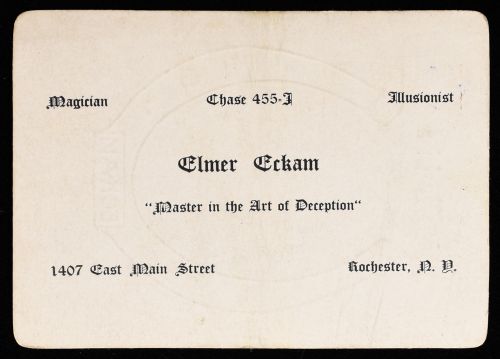 Magician Chase 455-J Illusionist
Elmer Eckam
"Master in the Art of Deception"
1407 East Main Street Rochester, N. Y.